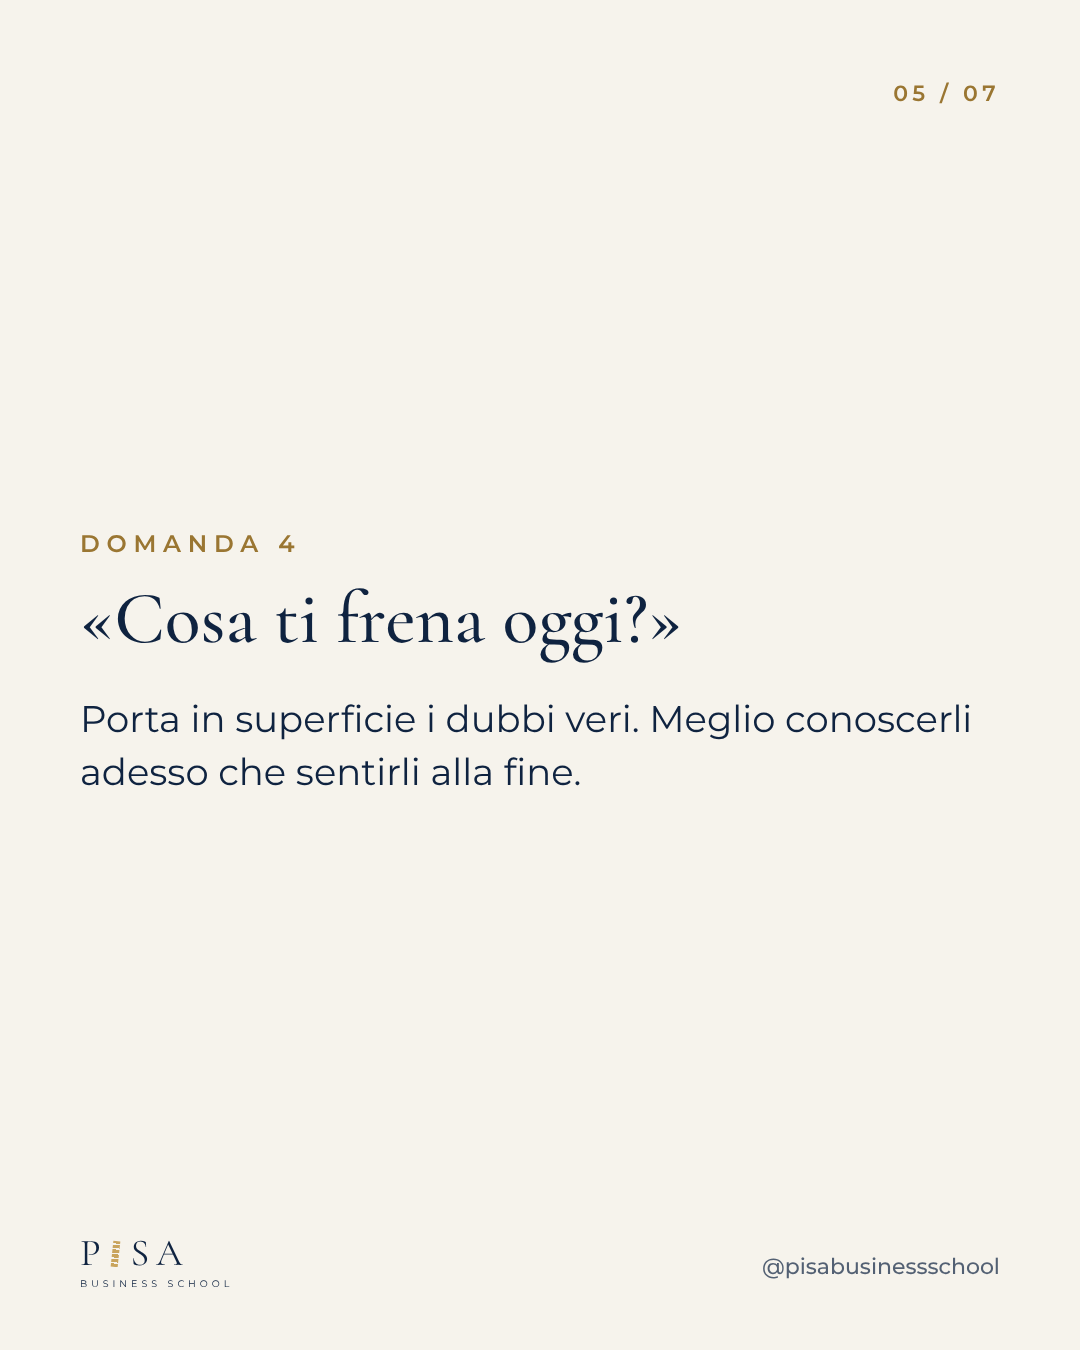 05 / 07
DOMANDA 4
«Cosa ti frena oggi?»
Porta in superficie i dubbi veri. Meglio conoscerli
adesso che sentirli alla fine.
PISA
BUSINESS SCHOOL
@pisabusinessschool